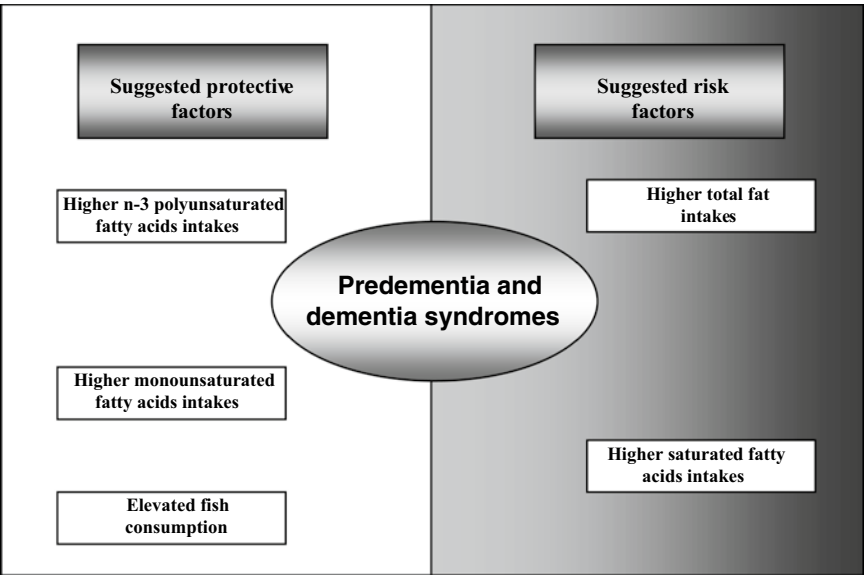 Suggested protective
factors
Suggested risk
factors
Higher n-3 polyunsaturated
fatty acids intakes
Higher total fat
intakes
Predementia and
dementia syndromes
Higher monounsaturated
fatty acids intakes
Higher saturated fatty
acids intakes
Elevated fish
consumption